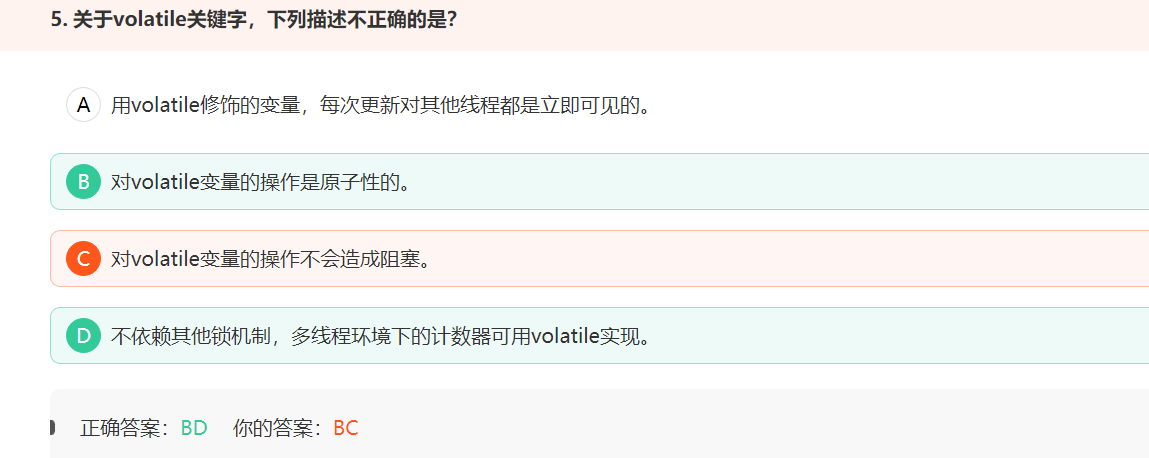 5. 关于volatile关键字，下列描述不正确的是？
A 用volatile修饰的变量，每次更新对其他线程都是立即可见的。
B 对volatile变量的操作是原子性的。
C 对volatile变量的操作不会造成阻塞。
D 不依赖其他锁机制，多线程环境下的计数器可用volatile实现。
正确答案：BD 你的答案：BC